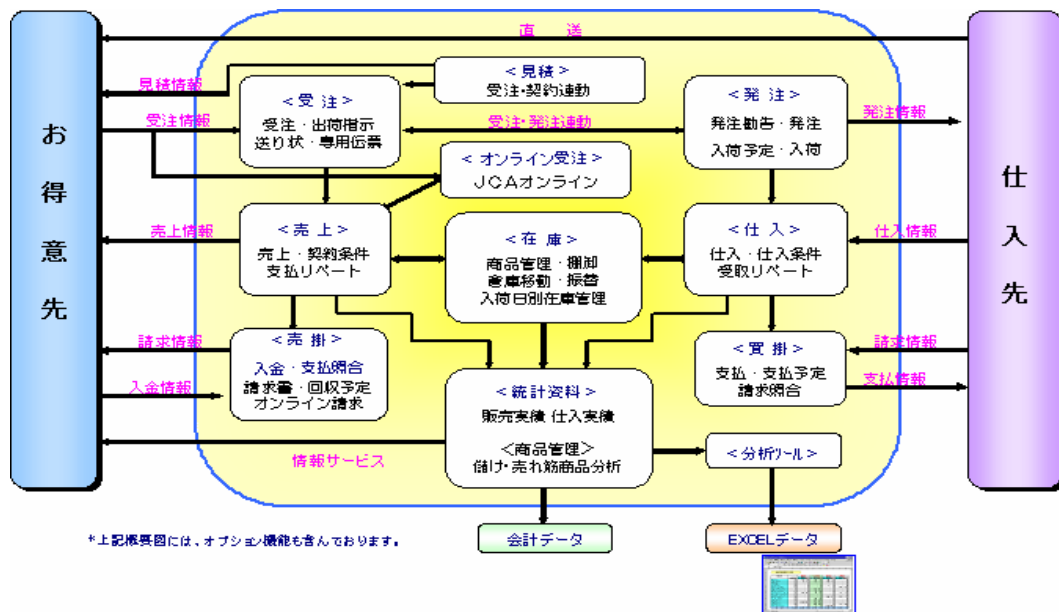 直　送
見積情報
＜見積＞
受注・契約連動
＜受 注＞
受注・出荷指示
送り状・専用伝票
＜発 注＞
発注勧告・発注
入荷予定・入荷
受注情報
受注・発注連動
発注情報
＜オンライン受注＞
ＪＣＡオンライン
お得意先
仕入先
＜売 上＞
売上・契約条件
支払リベート
＜在 庫＞
商品管理・棚卸
倉庫移動・振替
入荷日別在庫管理
＜仕 入＞
仕入・仕入条件
受取リベート
売上情報
仕入情報
＜売 掛＞
入金・支払照合
請求書・回収予定
オンライン請求
＜買 掛＞
支払・支払予定
請求照合
請求情報
請求情報
入金情報
支払情報
＜統計資料＞
販売実績 仕入実績
＜商品管理＞
儲け・売れ筋商品分析
＜分析ツール＞
情報サービス
会計データ
EXCELデータ
*上記概要図には、オプション機能も含んでおります。